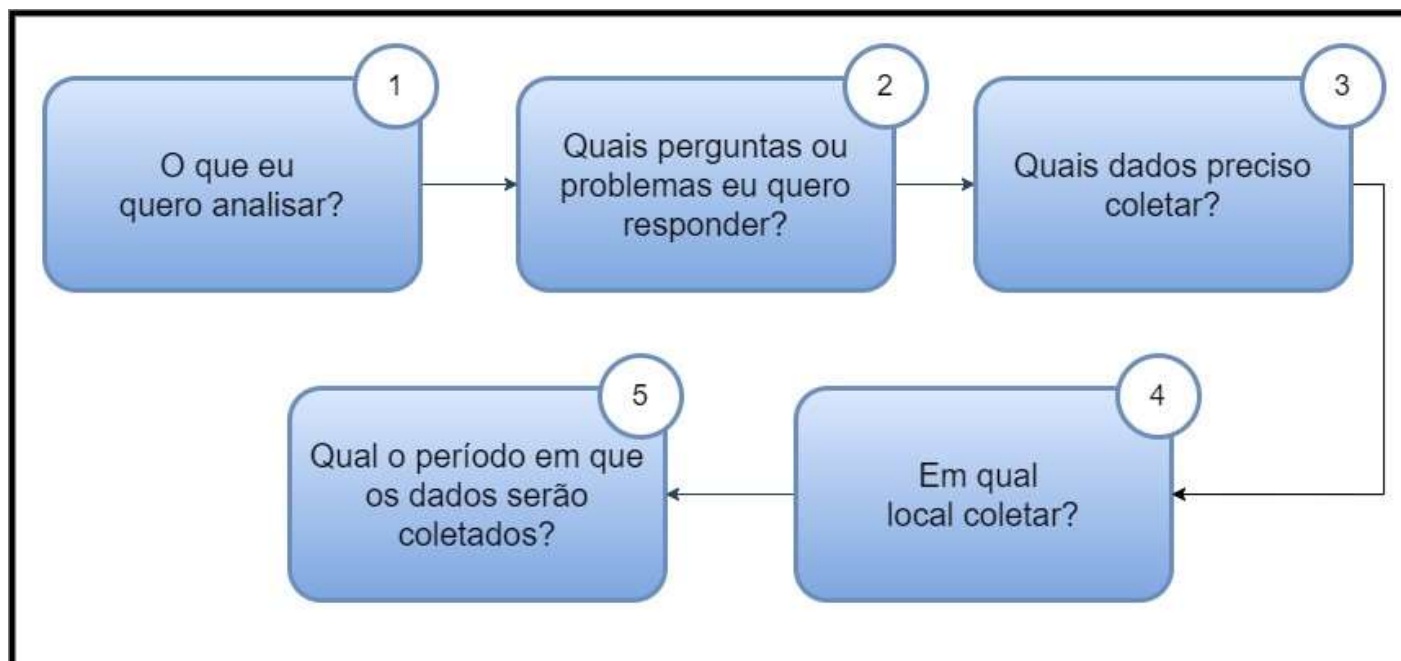 1
O que eu
quero analisar?
2
Quais perguntas ou
problemas eu quero
responder?
3
Quais dados preciso
coletar?
4
Em qual
local coletar?
5
Qual o período em que
os dados serão
coletados?